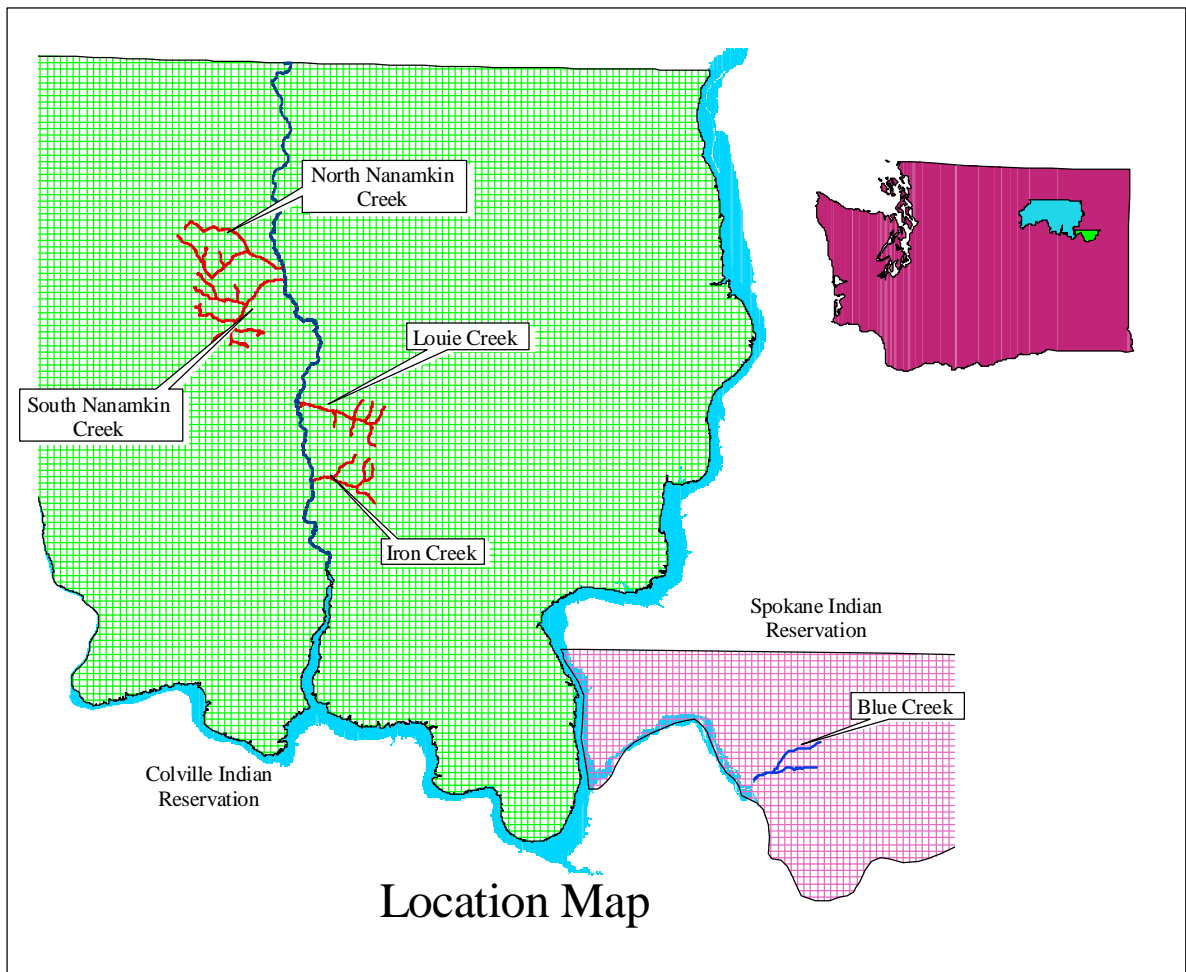 North Nanamkin
Creek
Louie Creek
South Nanamkin
Creek
Iron Creek
Spokane Indian
Reservation
Blue Creek
Colville Indian
Reservation
Location Map